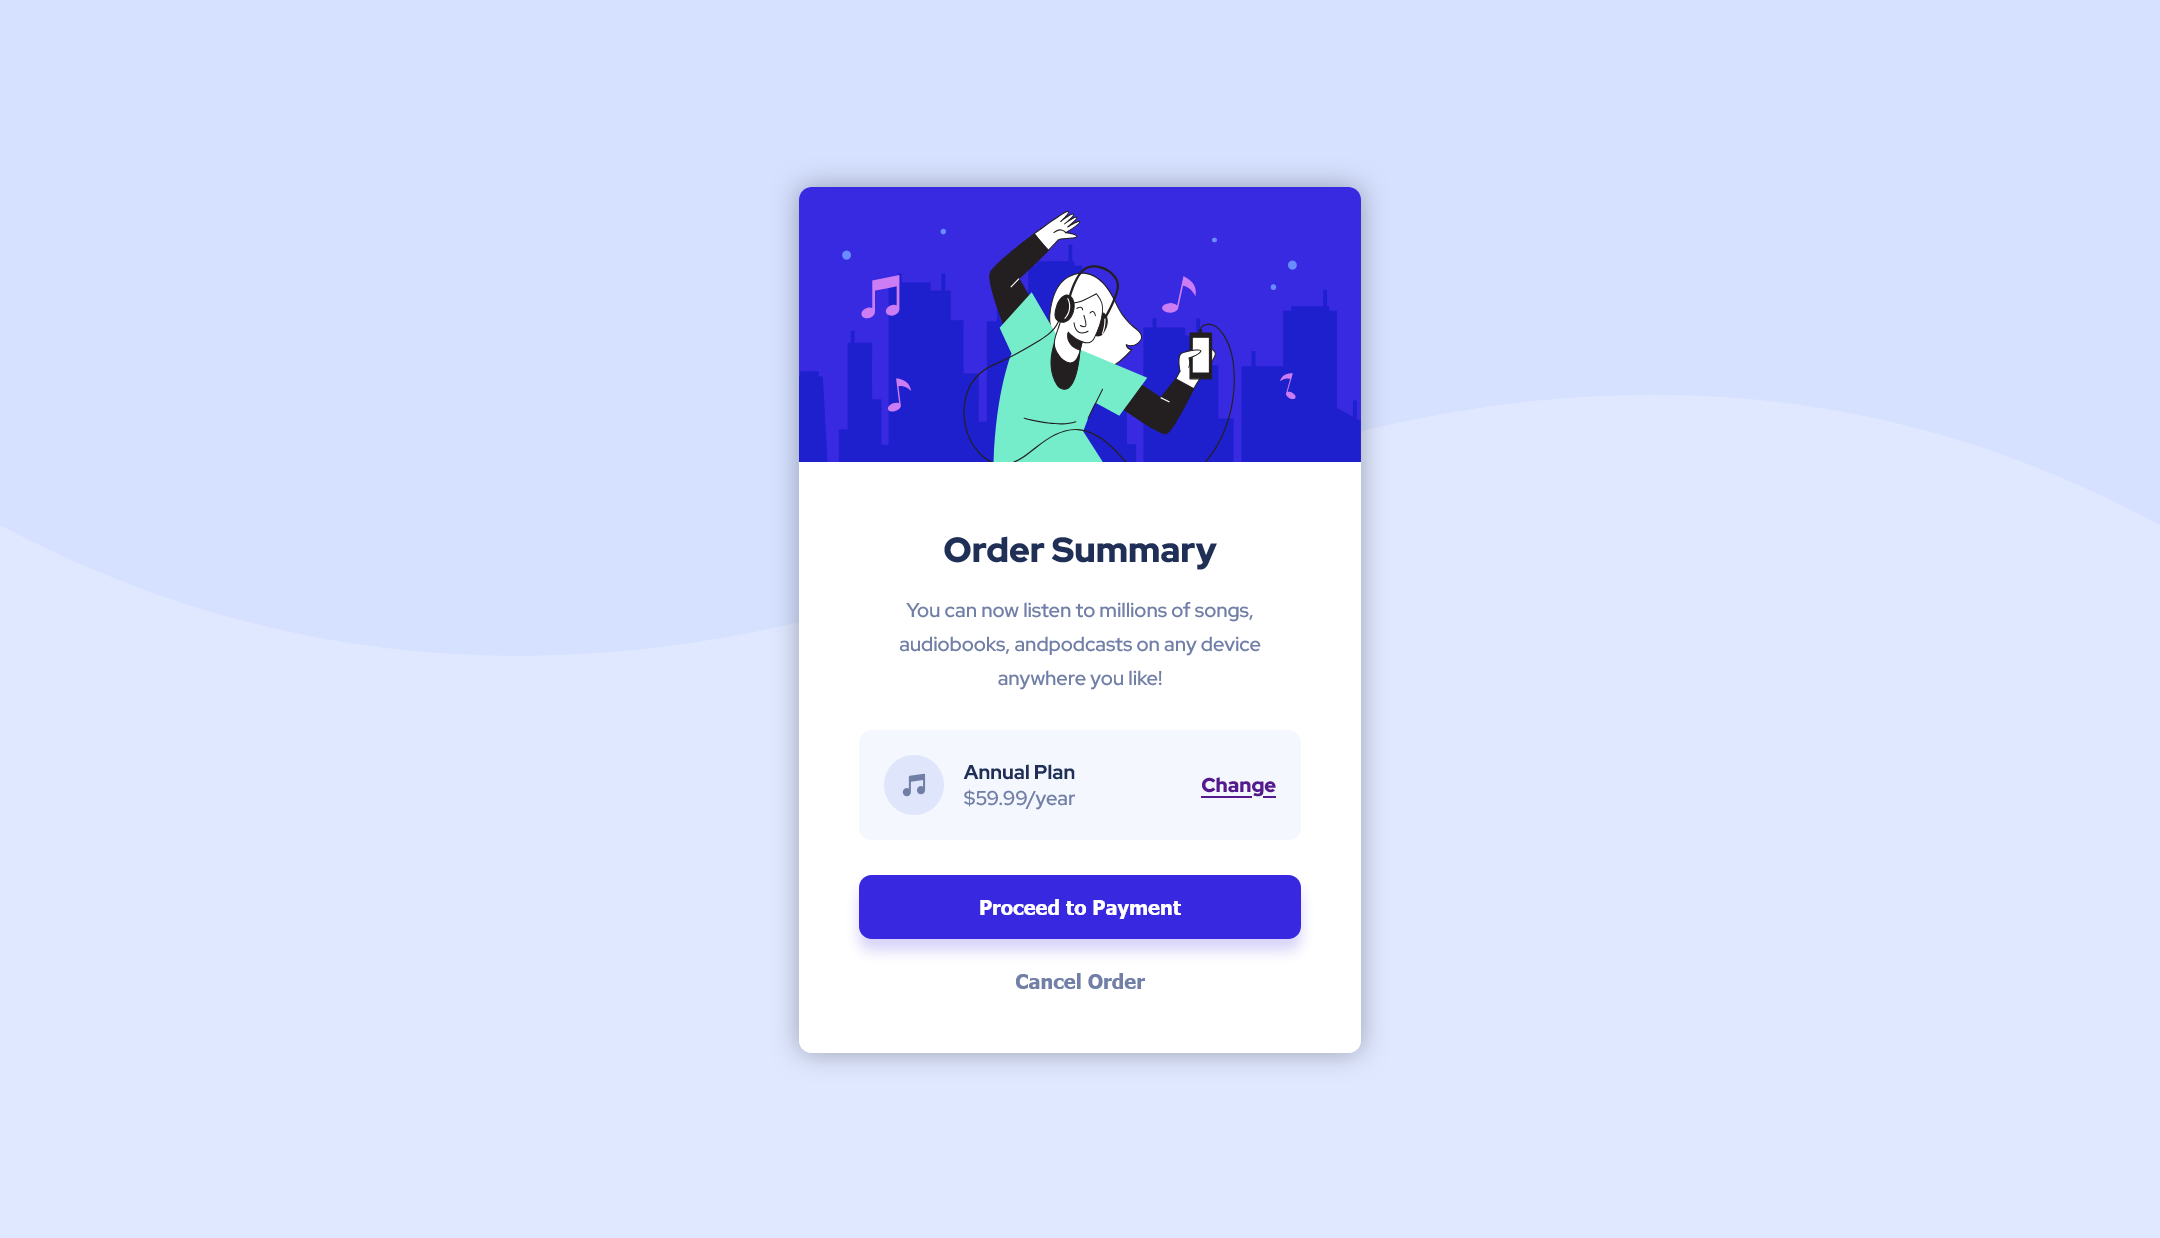 Order Summary
You can now listen to millions of songs,
audiobooks, andpodcasts on any device
anywhere you like!
Annual Plan
$59.99/year
Change
Proceed to Payment
Cancel Order